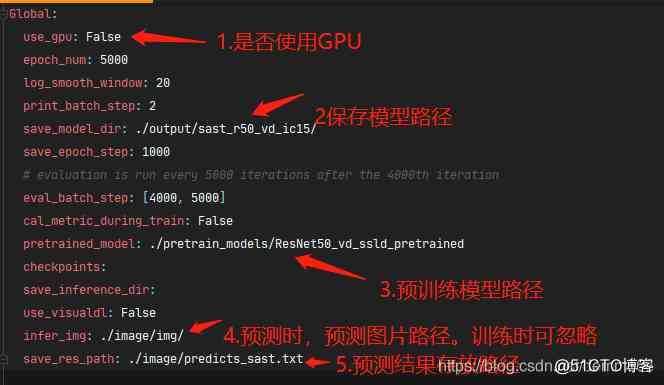 Global:
use_gpu: False
1.是否使用GPU
epoch_num: 5000
log_smooth_window: 20
print_batch_step: 2
2保存模型路径
save_model_dir: ./output/sast_r50_vd_ic15/
save_epoch_step: 1000
# evaluation is run every 5000 iterations after the 4000th iteration
eval_batch_step: [4000, 5000]
cal_metric_during_train: False
pretrained_model: ./pretrain_models/ResNet50_vd_ssld_pretrained
checkpoints:
3.预训练模型路径
save_inference_dir:
use_visualdl: False
infer_img: ./image/img/
4.预测时，预测图片路径。训练时可忽略
save_res_path: ./image/predicts_sast.txt
5.预测结果存放路径
https://blog.csdn.
@51CTO博客